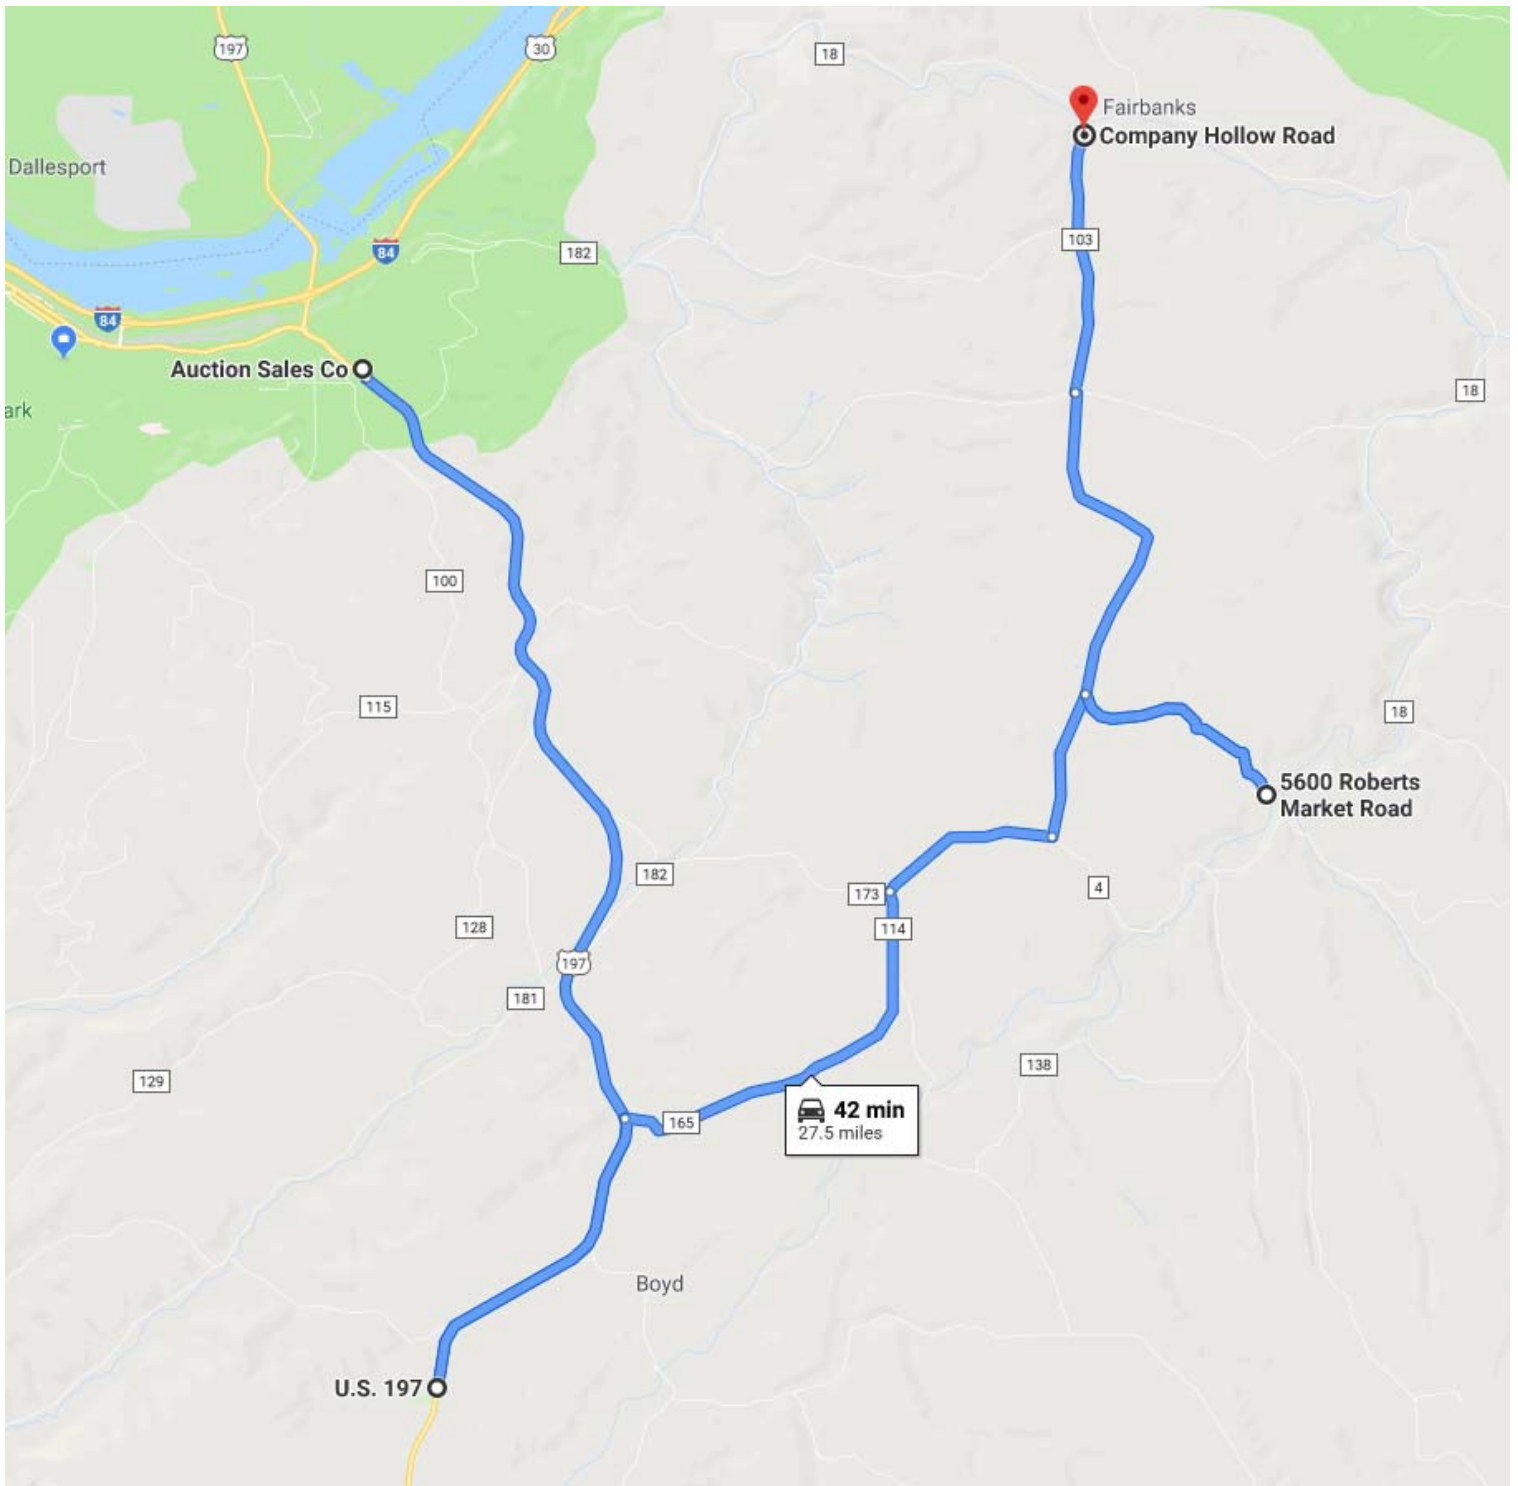 197
30
18
Fairbanks
Company Hollow Road
Dallesport
103
84
182
84
Auction Sales Co
18
ark
100
115
18
5600 Roberts
Market Road
182
173
4
114
128
197
181
138
129
42 min
27.5 miles
165
Boyd
U.S. 197